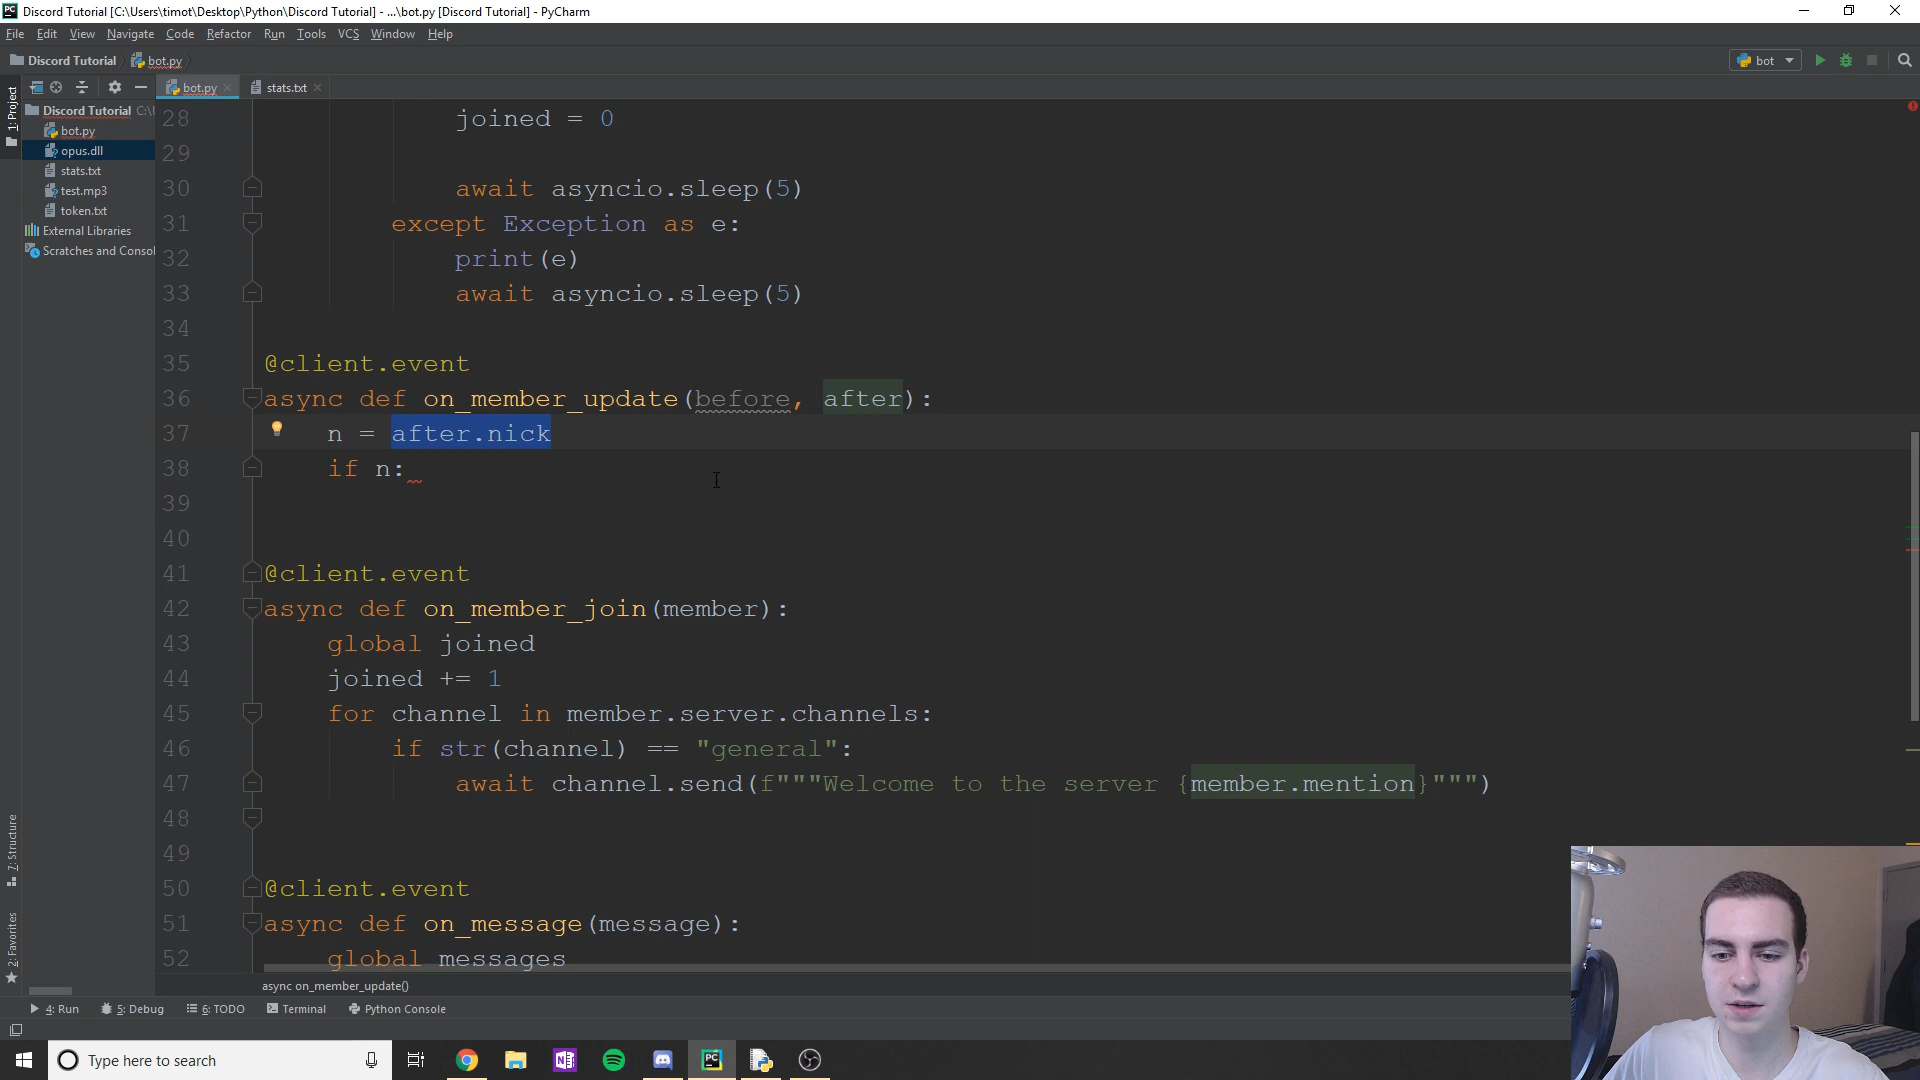 Discord Tutorial [C:\Users\timot\Desktop\Python\Discord Tutorial] - ...\bot.py [Discord Tutorial] - PyCharm
File Edit View Navigate Code Refactor Run Tools VCS Window Help
Discord Tutorial bot.py
bot
bot.py stats.txt
1: Project
Discord Tutorial C:\U
bot.py
opus.dll
stats.txt
test.mp3
token.txt
External Libraries
Scratches and Consol
28 joined = 0
29
30 await asyncio.sleep(5)
31 except Exception as e:
32 print(e)
33 await asyncio.sleep(5)
34
35 @client.event
36 async def on_member_update(before, after):
37 n = after.nick
38 if n:
39
40
41 @client.event
42 async def on_member_join(member):
43 global joined
44 joined += 1
45 for channel in member.server.channels:
46 if str(channel) == "general":
47 await channel.send(f"""Welcome to the server {member.mention}""")
48
49
50 @client.event
51 async def on_message(message):
52 global messages
7: Structure
2: Favorites
async on_member_update()
4: Run 5: Debug 6: TODO Terminal Python Console
Type here to search